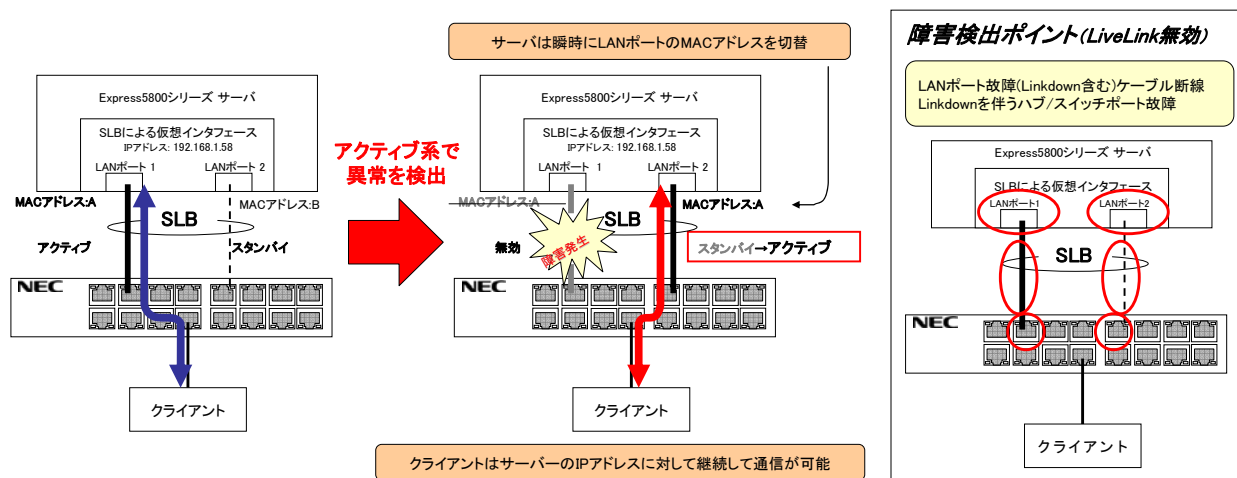 サーバは瞬時にLANポートのMACアドレスを切替
Express5800シリーズ サーバ
SLBによる仮想インタフェース
IPアドレス: 192.168.1.58
LANポート 1
LANポート 2
MACアドレス:A
MACアドレス:B
SLB
アクティブ
スタンバイ
NEC
クライアント
アクティブ系で
異常を検出
Express5800シリーズ サーバ
SLBによる仮想インタフェース
IPアドレス: 192.168.1.58
LANポート 1
LANポート 2
MACアドレス:A
MACアドレス:A
SLB
無効
障害発生
スタンバイ→アクティブ
NEC
クライアント
クライアントはサーバーのIPアドレスに対して継続して通信が可能
障害検出ポイント(LiveLink無効)
LANポート故障(Linkdown含む)ケーブル断線
Linkdownを伴うハブ/スイッチポート故障
Express5800シリーズ サーバ
SLBによる仮想インタフェース
LANポート1
LANポート2
SLB
NEC
クライアント